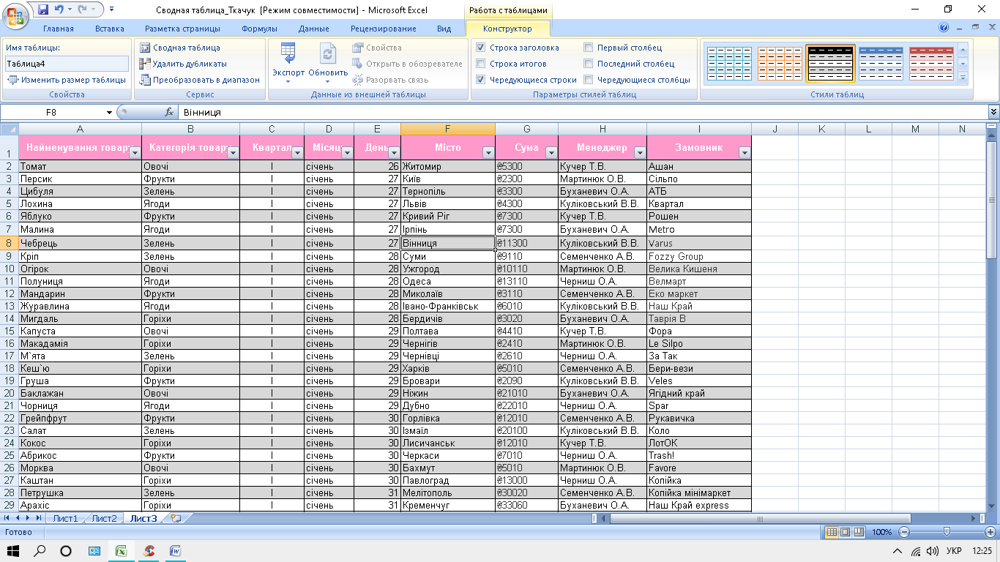 Сводная таблица_Ткачук [Режим совместимости] - Microsoft Excel
Работа с таблицами
Главная Вставка Разметка страницы Формулы Данные Рецензирование Вид Конструктор
Имя таблицы:
Таблица4
Изменить размер таблицы
Свойства
Сводная таблица
Удалить дубликаты
Преобразовать в диапазон
Сервис
Экспорт Обновить
Свойства
Открыть в обозревателе
Разорвать связь
Данные из внешней таблицы
Строка заголовка Первый столбец
Строка итогов Последний столбец
Чередующиеся строки Чередующиеся столбцы
Параметры стилей таблиц
Стили таблиц
F8 fx Вінниця
A B C D E F G H I J K L M N
1 Найменування товар Категорія товар Квартал Місяц День Місто Сума Менеджер Замовник
2 Томат Овочі I січень 26 Житомир ₴5300 Кучер Т.В. Ашан
3 Персик Фрукти I січень 27 Київ ₴2300 Мартинюк О.В. Сільпо
4 Цибуля Зелень I січень 27 Тернопіль ₴3300 Буханевич О.А. АТБ
5 Лохина Ягоди I січень 27 Львів ₴4300 Куліковський В.В. Квартал
6 Яблуко Фрукти I січень 27 Кривий Ріг ₴7300 Кучер Т.В. Рошен
7 Малина Ягоди I січень 27 Ірпінь ₴7300 Буханевич О.А. Metro
8 Чебрець Зелень I січень 27 Вінниця ₴11300 Куліковський В.В. Varus
9 Кріп Зелень I січень 28 Суми ₴9110 Семенченко А.В. Fozzy Group
10 Огірок Овочі I січень 28 Ужгород ₴10110 Мартинюк О.В. Велика Кишеня
11 Полуниця Ягоди I січень 28 Одеса ₴13110 Черниш О.А. Велмарт
12 Мандарин Фрукти I січень 28 Миколаїв ₴3110 Семенченко А.В. Еко маркет
13 Журавлина Ягоди I січень 28 Івано-Франківськ ₴6010 Куліковський В.В. Наш Край
14 Мигдаль Горіхи I січень 28 Бердичів ₴3020 Буханевич О.А. Таврія В
15 Капуста Овочі I січень 29 Полтава ₴4410 Кучер Т.В. Фора
16 Макадамія Горіхи I січень 29 Чернігів ₴2410 Мартинюк О.В. Le Silpo
17 М`ята Зелень I січень 29 Чернівці ₴2610 Черниш О.А. За Так
18 Кеш`ю Горіхи I січень 29 Харків ₴5010 Семенченко А.В. Бери-вези
19 Груша Фрукти I січень 29 Бровари ₴2090 Куліковський В.В. Veles
20 Баклажан Овочі I січень 29 Ніжин ₴21010 Буханевич О.А. Ягідний край
21 Чорниця Ягоди I січень 29 Дубно ₴22010 Черниш О.А. Spar
22 Грейпфрут Фрукти I січень 30 Горлівка ₴12010 Семенченко А.В. Рукавичка
23 Салат Зелень I січень 30 Ізмаїл ₴20100 Куліковський В.В. Коло
24 Кокос Горіхи I січень 30 Лисичанськ ₴12010 Кучер Т.В. ЛотОК
25 Абрикос Фрукти I січень 30 Черкаси ₴7010 Черниш О.А. Trash!
26 Морква Овочі I січень 30 Бахмут ₴5010 Мартинюк О.В. Favore
27 Каштан Горіхи I січень 30 Павлоград ₴13000 Черниш О.А. Копійка
28 Петрушка Зелень I січень 31 Мелітополь ₴30020 Семенченко А.В. Копійка мінімаркет
29 Арахіс Горіхи I січень 31 Кременчуг ₴33060 Буханевич О.А. Наш Край express
Лист1 Лист2 Лист3
Готово 100%
УКР 12:25